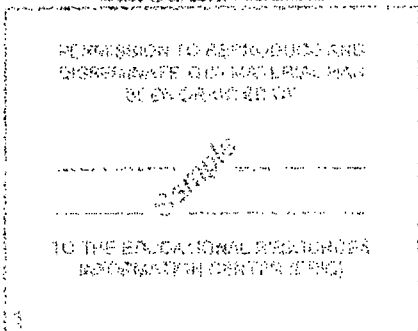 PERMISSION TO REPRODUCE AND
DISSEMINATE THIS MATERIAL HAS
BEEN GRANTED BY
Sample
TO THE EDUCATIONAL RESOURCES
INFORMATION CENTER (ERIC)